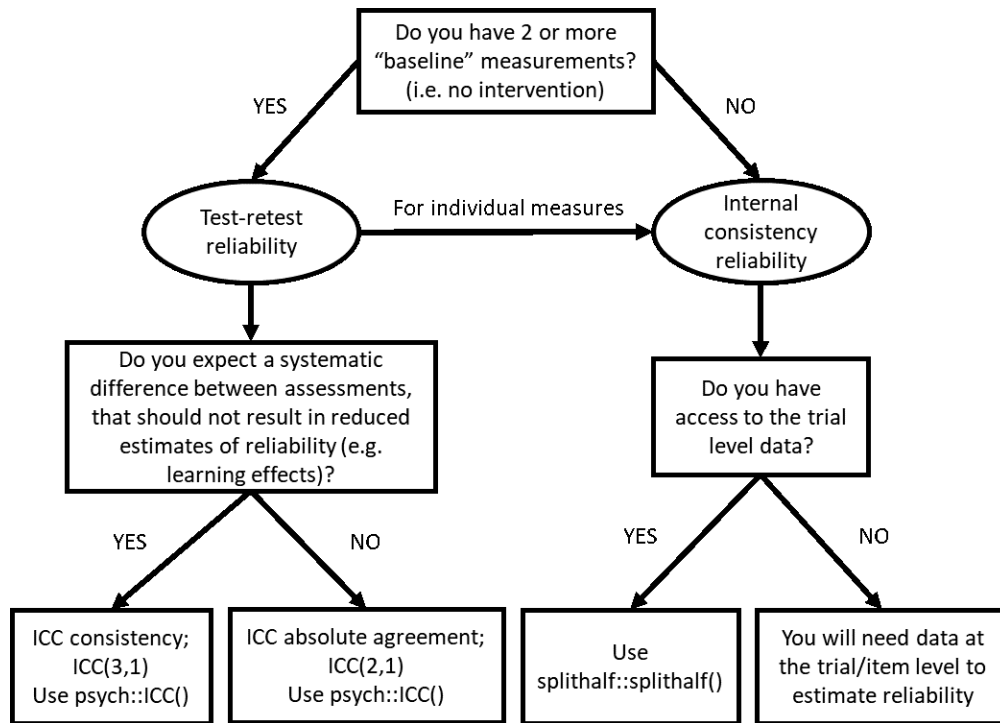 Do you have 2 or more
“baseline” measurements?
(i.e. no intervention)
YES
NO
Test-retest
reliability
For individual measures
Internal
consistency
reliability
Do you expect a systematic
difference between assessments,
that should not result in reduced
estimates of reliability (e.g.
learning effects)?
Do you have
access to the trial
level data?
YES
NO
YES
NO
ICC consistency;
ICC(3,1)
Use psych::ICC()
ICC absolute agreement;
ICC(2,1)
Use psych::ICC()
Use
splithalf::splithalf()
You will need data at
the trial/item level to
estimate reliability